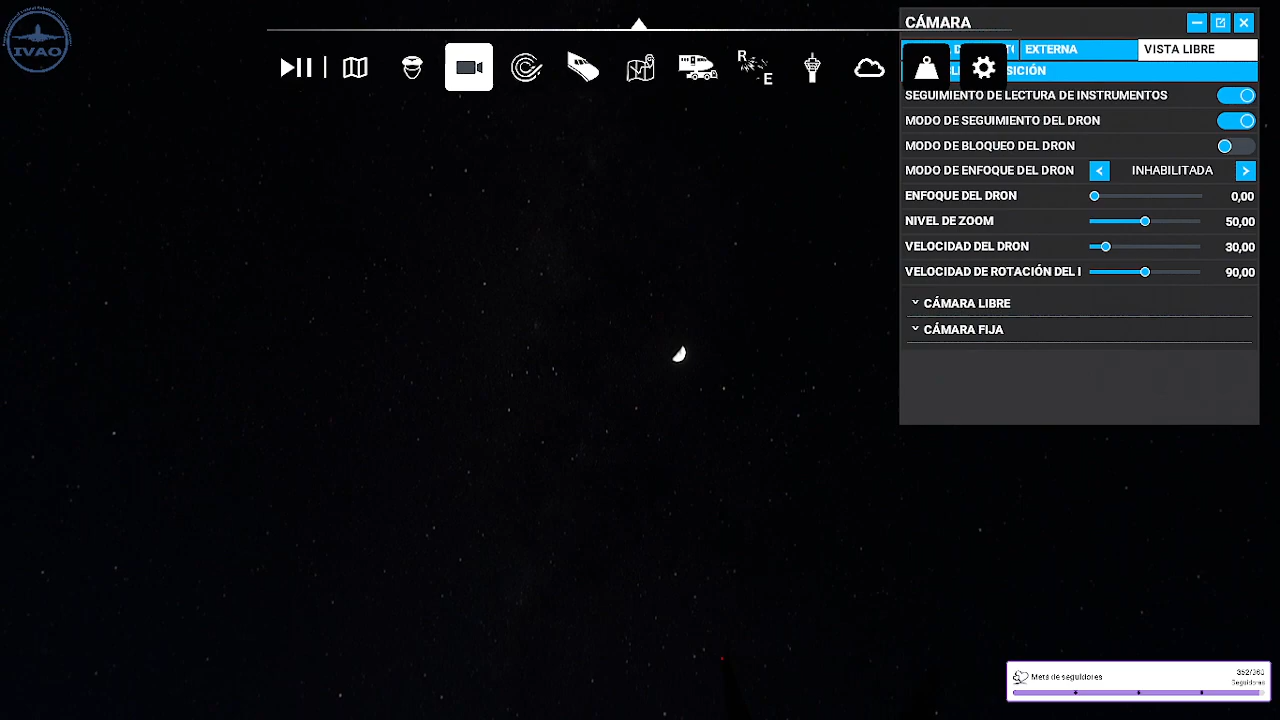 IVAO
R
E
CÁMARA
EXTERNA
VISTA LIBRE
SICIÓN
SEGUIMIENTO DE LECTURA DE INSTRUMENTOS
MODO DE SEGUIMIENTO DEL DRON
MODO DE BLOQUEO DEL DRON
MODO DE ENFOQUE DEL DRON INHABILITADA
ENFOQUE DEL DRON 0,00
NIVEL DE ZOOM 50,00
VELOCIDAD DEL DRON 30,00
VELOCIDAD DE ROTACIÓN DEL 90,00
CÁMARA LIBRE
CÁMARA FIJA
Meta de seguidores
Seguidores